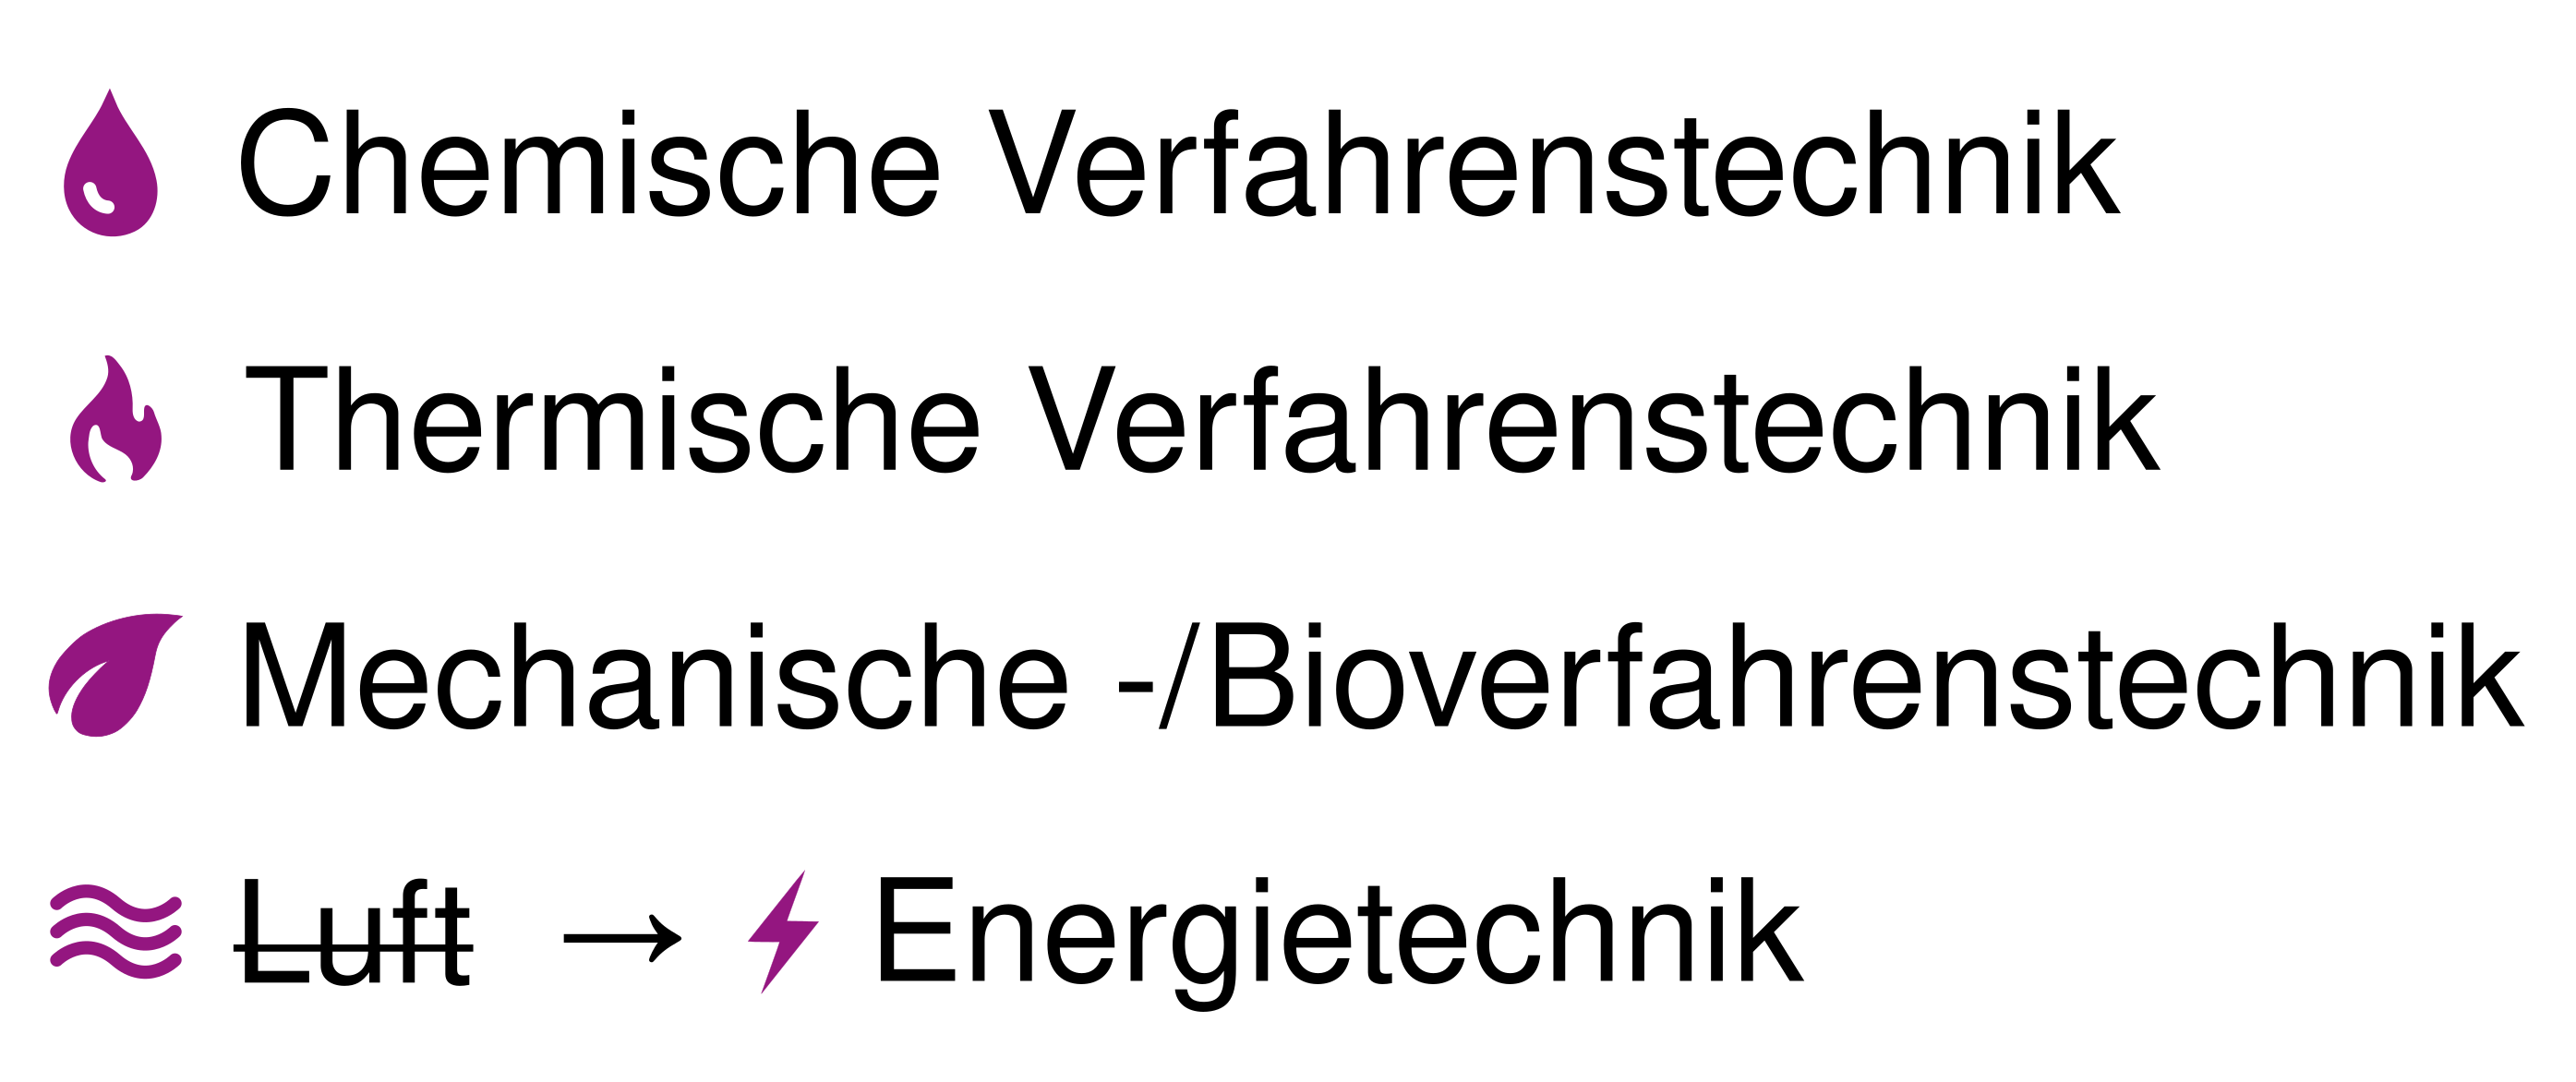 Chemische Verfahrenstechnik
Thermische Verfahrenstechnik
Mechanische -/Bioverfahrenstechnik
Luft → Energietechnik